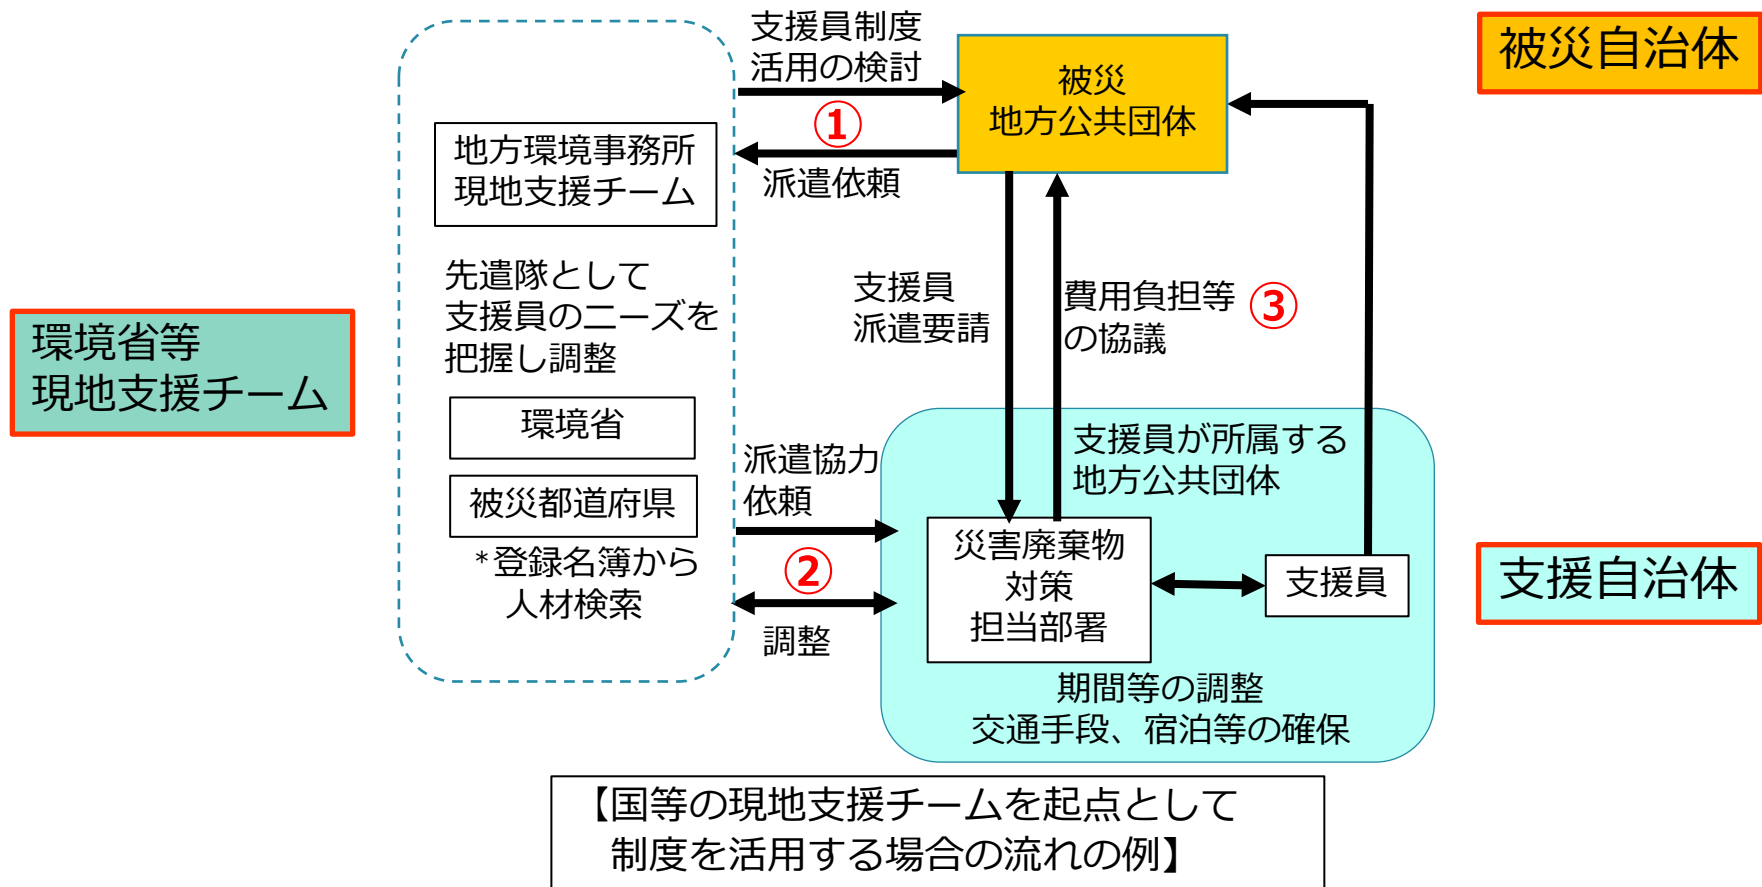 支援員制度
活用の検討
①
派遣依頼
被災
地方公共団体
被災自治体
地方環境事務所
現地支援チーム
先遣隊として
支援員のニーズを
把握し調整
環境省
被災都道府県
*登録名簿から
人材検索
環境省等
現地支援チーム
支援員
派遣要請
費用負担等
の協議
③
派遣協力
依頼
②
調整
支援員が所属する
地方公共団体
災害廃棄物
対策
担当部署
支援員
期間等の調整
交通手段、宿泊等の確保
支援自治体
【国等の現地支援チームを起点として
制度を活用する場合の流れの例】